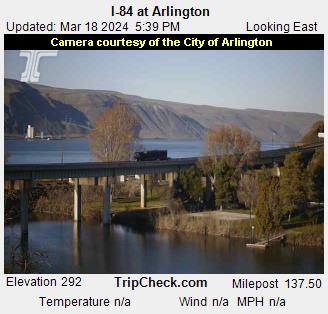 I-84 at Arlington
Updated: Mar 18 2024 5:39 PM Looking East
Camera courtesy of the City of Arlington
Elevation 292 TripCheck.com Milepost 137.50
Temperature n/a Wind n/a MPH n/a